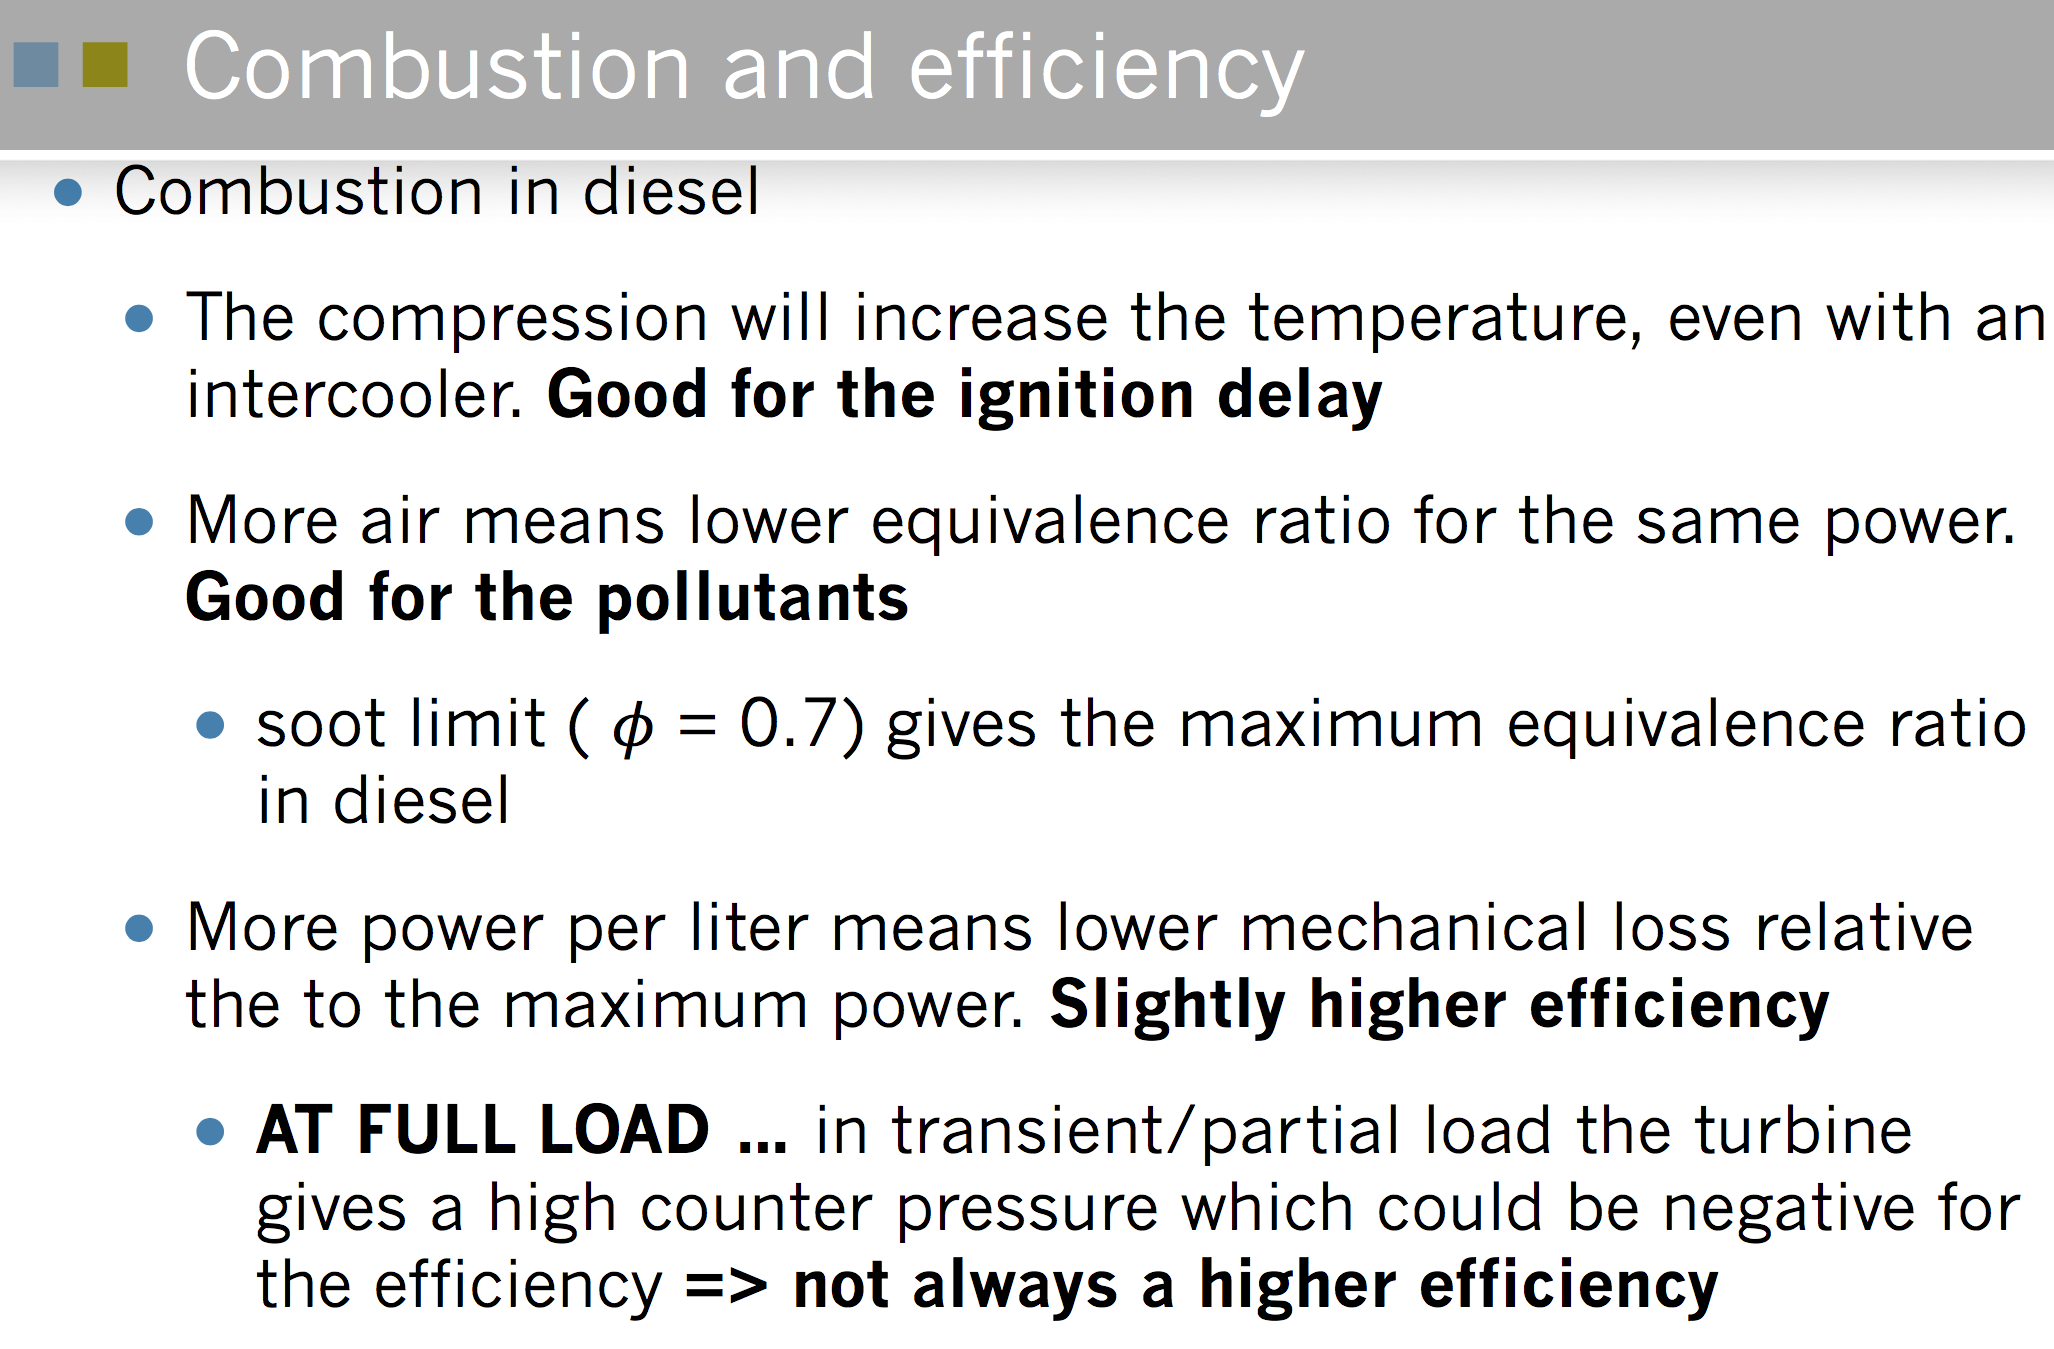 Combustion and efficiency
Combustion in diesel
The compression will increase the temperature, even with an
intercooler. Good for the ignition delay
More air means lower equivalence ratio for the same power.
Good for the pollutants
soot limit ( ϕ = 0.7) gives the maximum equivalence ratio
in diesel
More power per liter means lower mechanical loss relative
the to the maximum power. Slightly higher efficiency
AT FULL LOAD ... in transient/partial load the turbine
gives a high counter pressure which could be negative for
the efficiency => not always a higher efficiency